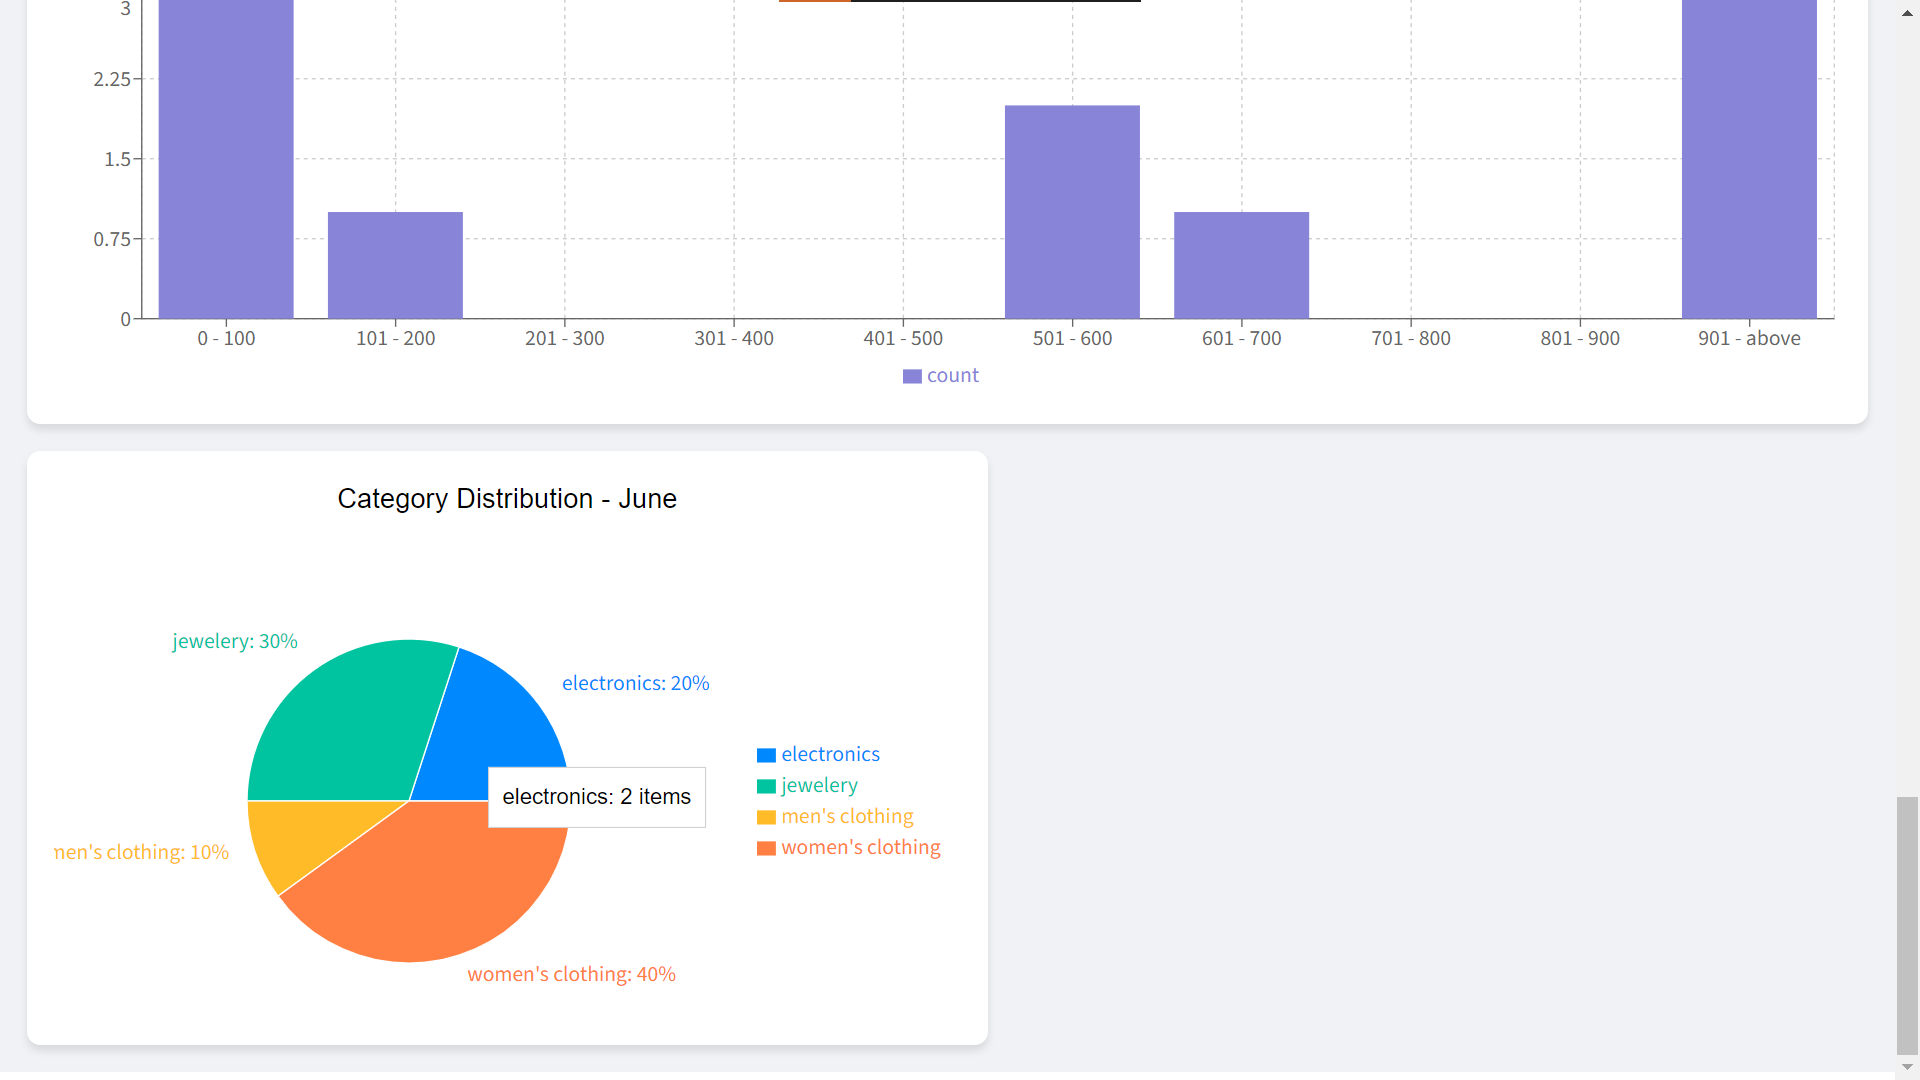 3
2.25
1.5
0.75
0
0 - 100 101 - 200 201 - 300 301 - 400 401 - 500 501 - 600 601 - 700 701 - 800 801 - 900 901 - above
count
Category Distribution - June
jewelery: 30%
electronics: 20%
electronics
jewelery
electronics: 2 items
men's clothing
women's clothing
men's clothing: 10%
women's clothing: 40%